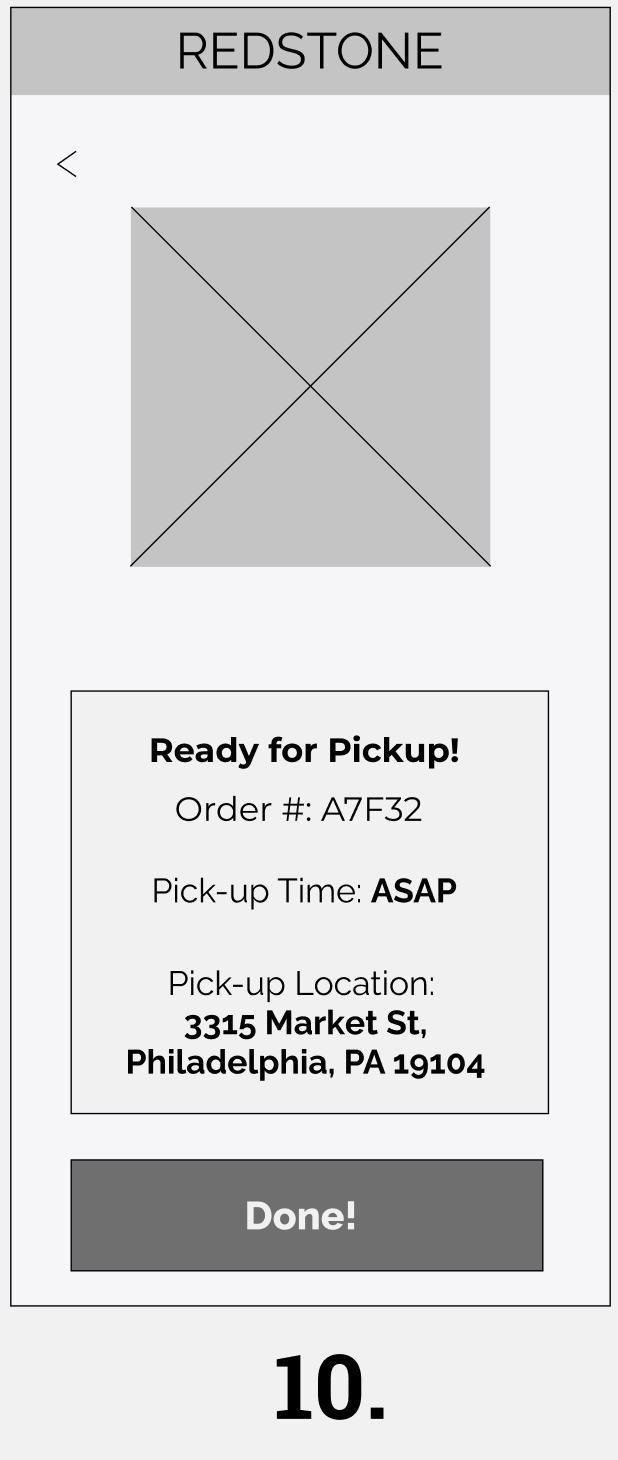 REDSTONE
Ready for Pickup!
Order #: A7F32
Pick-up Time: ASAP
Pick-up Location:
3315 Market St,
Philadelphia, PA 19104
Done!
10.